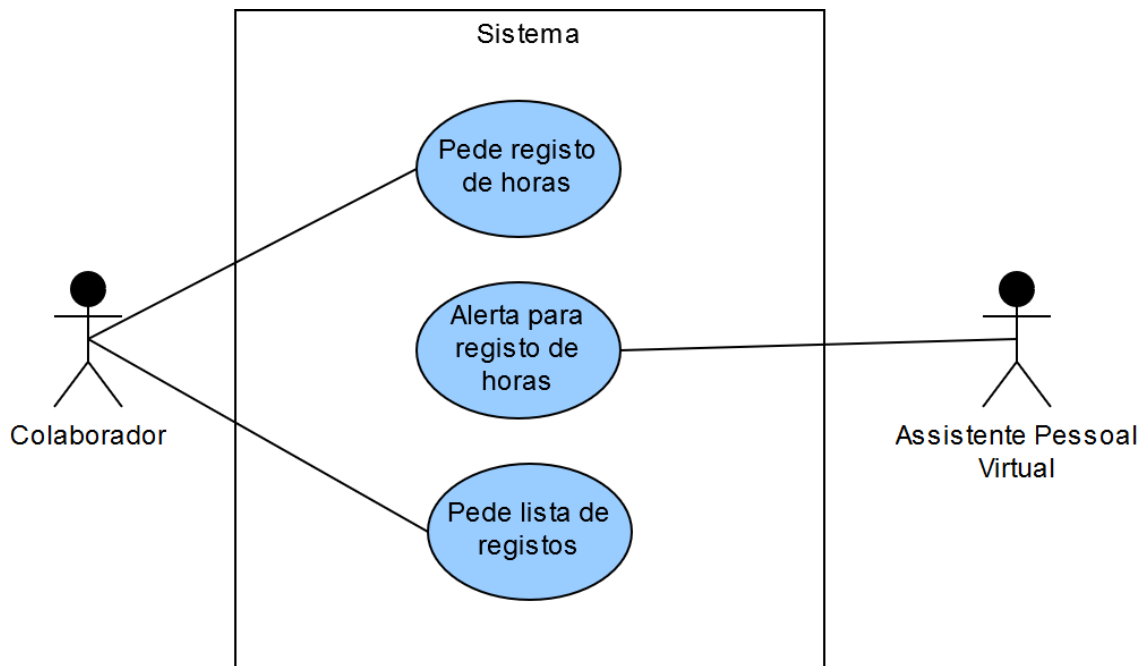 Sistema
Pede registo
de horas
Alerta para
registo de
horas
Colaborador
Assistente Pessoal
Virtual
Pede lista de
registos